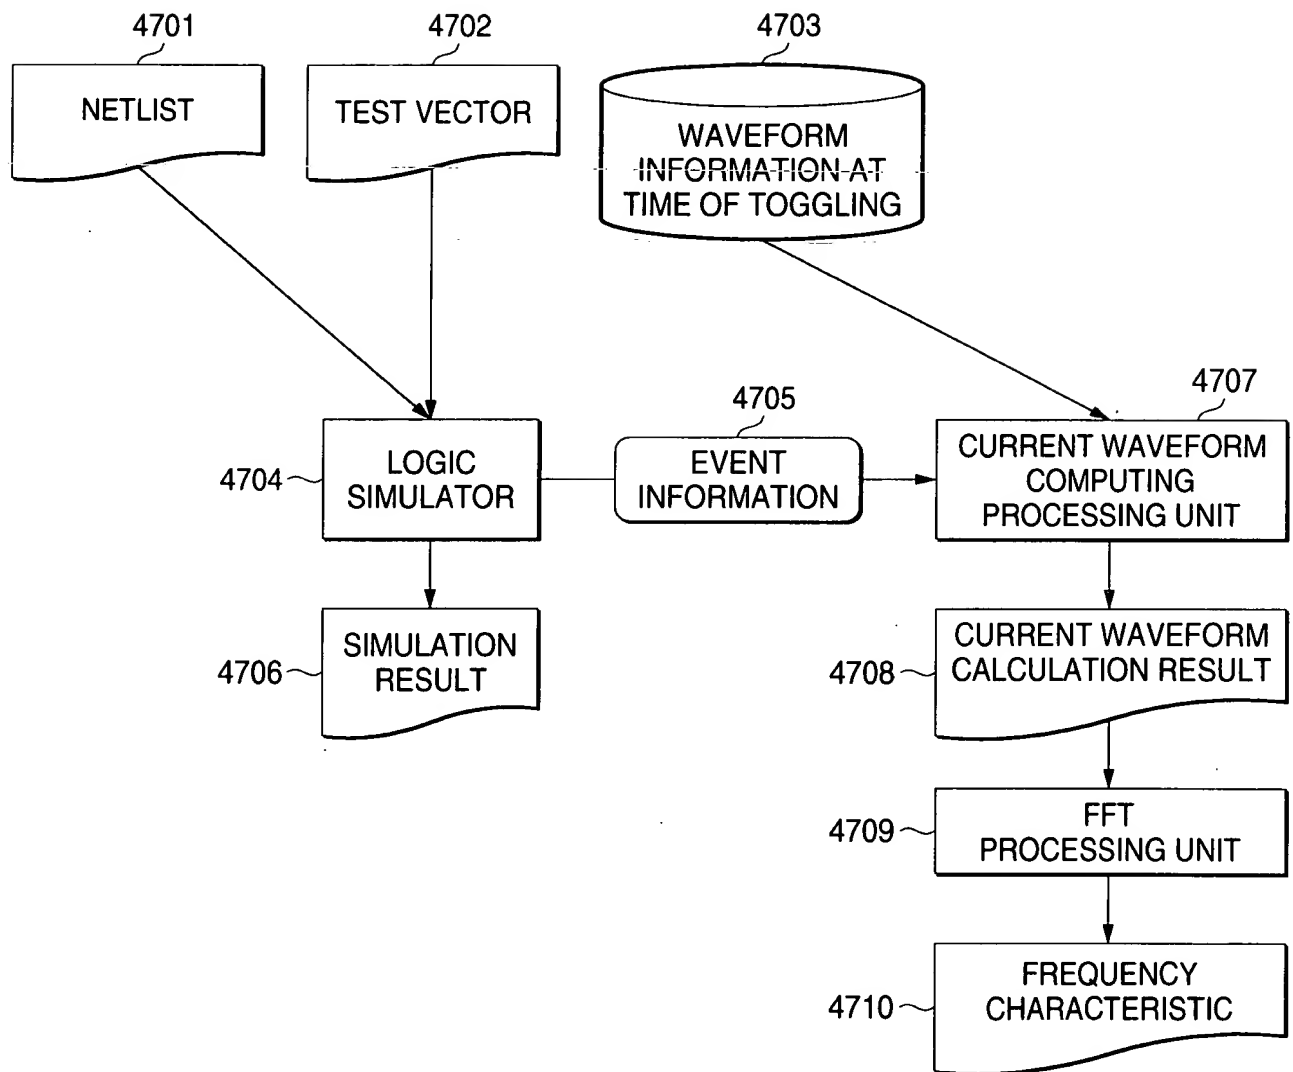 4701
4702
4703
NETLIST
TEST VECTOR
WAVEFORM
INFORMATION AT
TIME OF TOGGLING
4704
LOGIC
SIMULATOR
4705
EVENT
INFORMATION
4707
CURRENT WAVEFORM
COMPUTING
PROCESSING UNIT
4706
SIMULATION
RESULT
4708
CURRENT WAVEFORM
CALCULATION RESULT
4709
FFT
PROCESSING UNIT
4710
FREQUENCY
CHARACTERISTIC